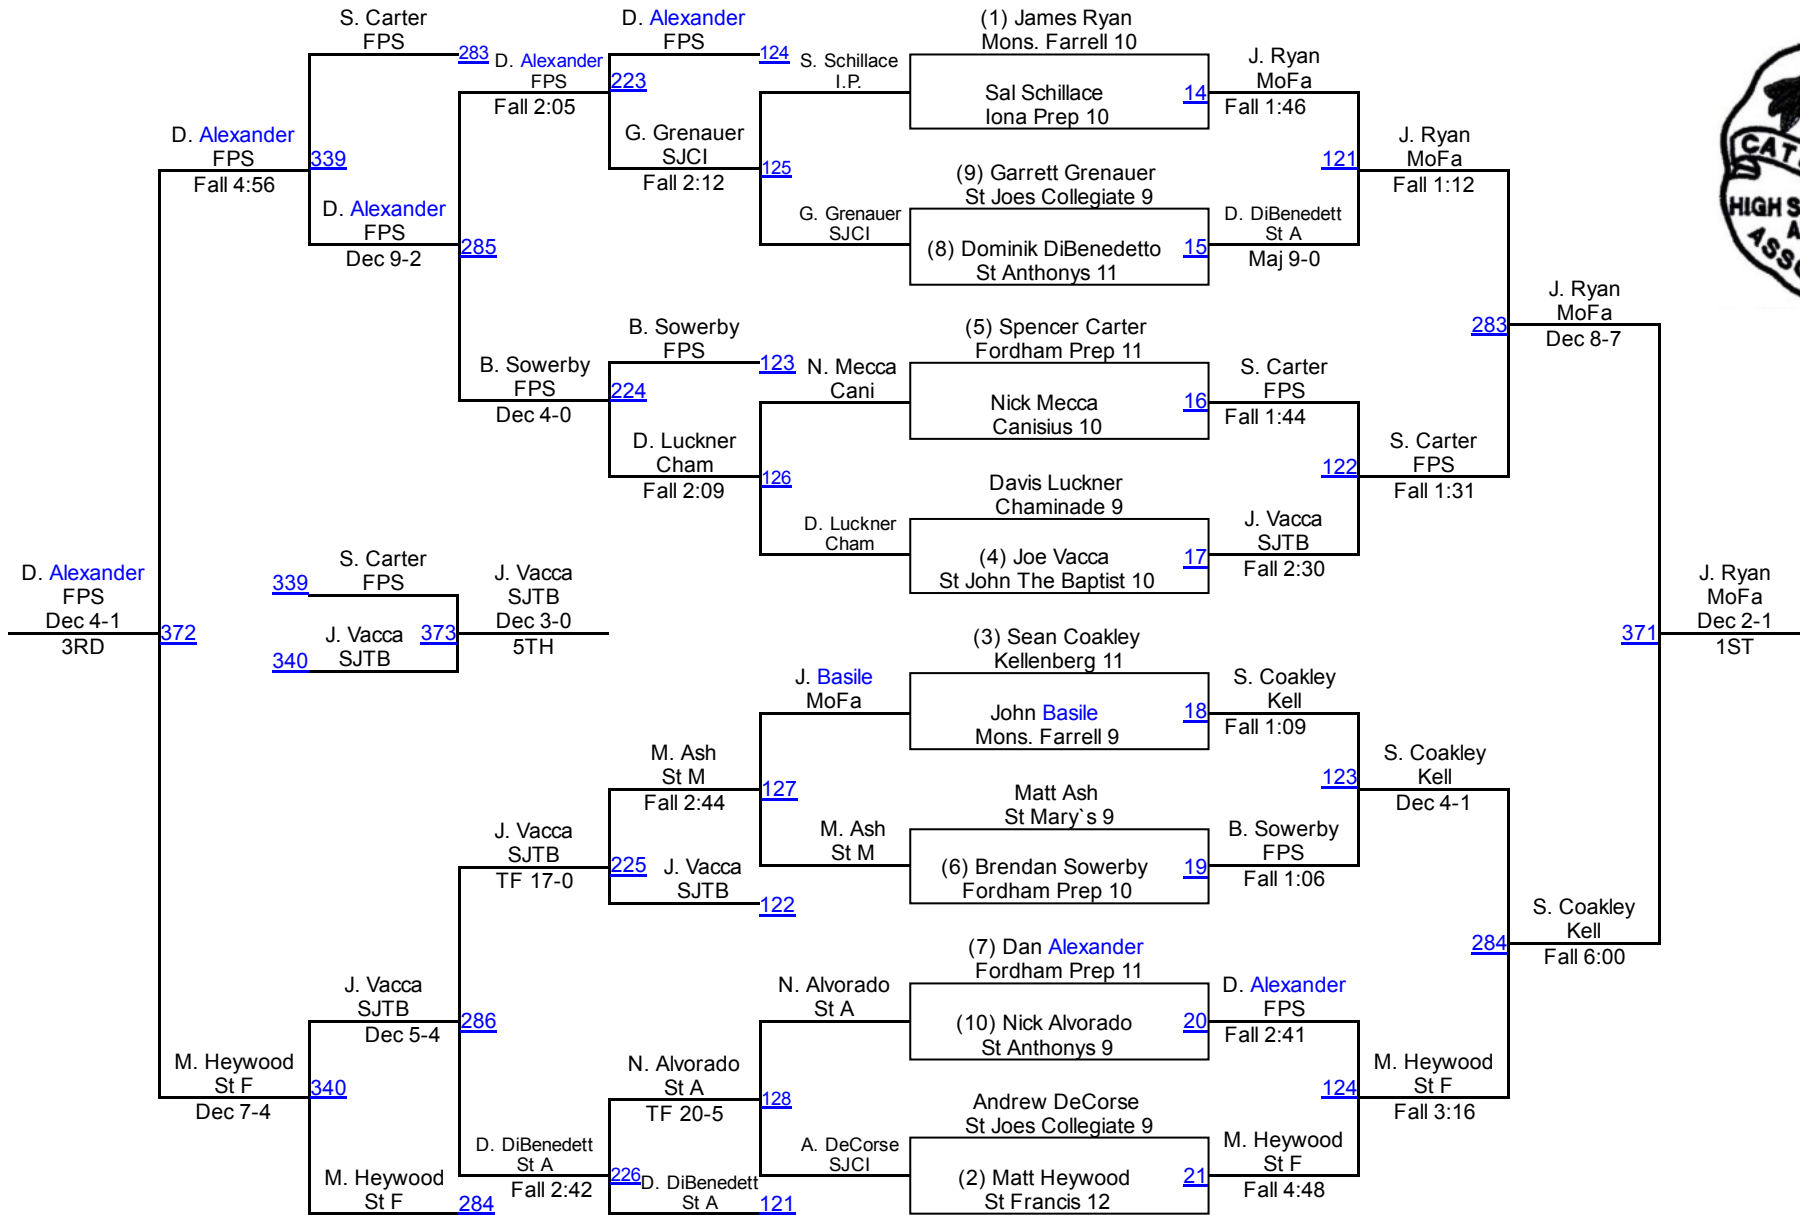 S. Carter
FPS
283
D. Alexander
FPS
Fall 4:56
339
D. Alexander
FPS
Dec 9-2
D. Alexander
FPS
Fall 2:05
285
B. Sowerby
FPS
Dec 4-0
D. Alexander
FPS
124
223
G. Grenauer
SJCI
Fall 2:12
B. Sowerby
FPS
123
224
D. Luckner
Cham
Fall 2:09
S. Schillace
I.P.
125
G. Grenauer
SJCI
N. Mecca
Cani
126
D. Luckner
Cham
D. Alexander
FPS
Dec 4-1
3RD
372
339
S. Carter
FPS
340
J. Vacca
SJTB
373
J. Vacca
SJTB
Dec 3-0
5TH
M. Heywood
St F
Dec 7-4
340
J. Vacca
SJTB
Dec 5-4
M. Heywood
St F
284
J. Vacca
SJTB
TF 17-0
286
D. DiBenedett
St A
Fall 2:42
M. Ash
St M
Fall 2:44
225
J. Vacca
SJTB
122
N. Alvorado
St A
TF 20-5
226
D. DiBenedett
St A
121
J. Basile
MoFa
127
M. Ash
St M
N. Alvorado
St A
128
A. DeCorse
SJCI
(1) James Ryan
Mons. Farrell 10
Sal Schillace
Iona Prep 10
14
(9) Garrett Grenauer
St Joes Collegiate 9
(8) Dominik DiBenedetto
St Anthonys 11
15
(5) Spencer Carter
Fordham Prep 11
Nick Mecca
Canisius 10
16
Davis Luckner
Chaminade 9
(4) Joe Vacca
St John The Baptist 10
17
(3) Sean Coakley
Kellenberg 11
John Basile
Mons. Farrell 9
18
Matt Ash
St Mary`s 9
(6) Brendan Sowerby
Fordham Prep 10
19
(7) Dan Alexander
Fordham Prep 11
(10) Nick Alvorado
St Anthonys 9
20
Andrew DeCorse
St Joes Collegiate 9
(2) Matt Heywood
St Francis 12
21
J. Ryan
MoFa
Fall 1:46
121
D. DiBenedett
St A
Maj 9-0
S. Carter
FPS
Fall 1:44
122
J. Vacca
SJTB
Fall 2:30
S. Coakley
Kell
Fall 1:09
123
B. Sowerby
FPS
Fall 1:06
D. Alexander
FPS
Fall 2:41
124
M. Heywood
St F
Fall 4:48
J. Ryan
MoFa
Fall 1:12
283
S. Carter
FPS
Fall 1:31
S. Coakley
Kell
Dec 4-1
284
M. Heywood
St F
Fall 3:16
J. Ryan
MoFa
Dec 8-7
371
S. Coakley
Kell
Fall 6:00
J. Ryan
MoFa
Dec 2-1
1ST
CAT
HIGH S
A
ASSO